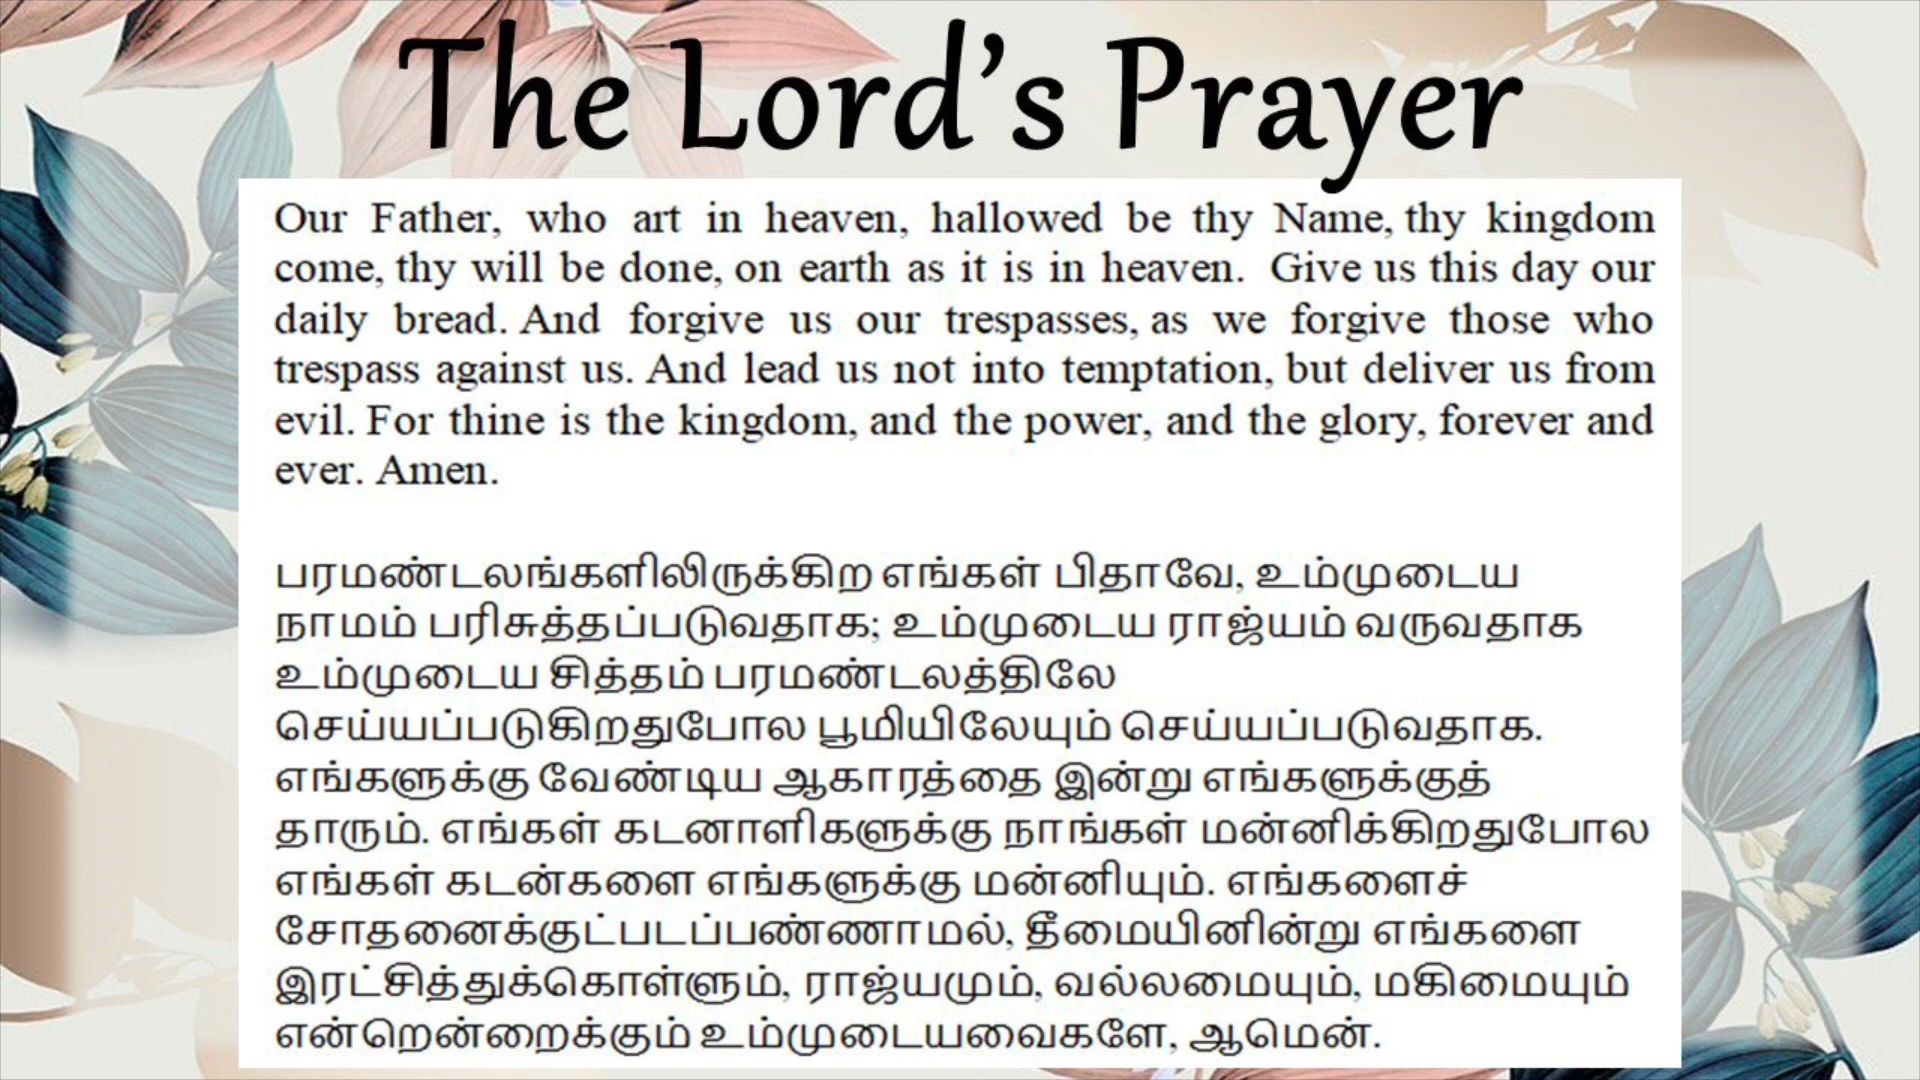 The Lord’s Prayer
Our Father, who art in heaven, hallowed be thy Name, thy kingdom
come, thy will be done, on earth as it is in heaven. Give us this day our
daily bread. And forgive us our trespasses, as we forgive those who
trespass against us. And lead us not into temptation, but deliver us from
evil. For thine is the kingdom, and the power, and the glory, forever and
ever. Amen.
பரமண்டலங்களிலிருக்கிற எங்கள் பிதாவே, உம்முடைய
நாமம் பரிசுத்தப்படுவதாக; உம்முடைய ராஜ்யம் வருவதாக
உம்முடைய சித்தம் பரமண்டலத்திலே
செய்யப்படுகிறதுபோல பூமியிலேயும் செய்யப்படுவதாக.
எங்களுக்கு வேண்டிய ஆகாரத்தை இன்று எங்களுக்குத்
தாரும். எங்கள் கடனாளிகளுக்கு நாங்கள் மன்னிக்கிறதுபோல
எங்கள் கடன்களை எங்களுக்கு மன்னியும். எங்களைச்
சோதனைக்குட்படப்பண்ணாமல், தீமையினின்று எங்களை
இரட்சித்துக்கொள்ளும், ராஜ்யமும், வல்லமையும், மகிமையும்
என்றென்றைக்கும் உம்முடையவைகளே, ஆமென்.